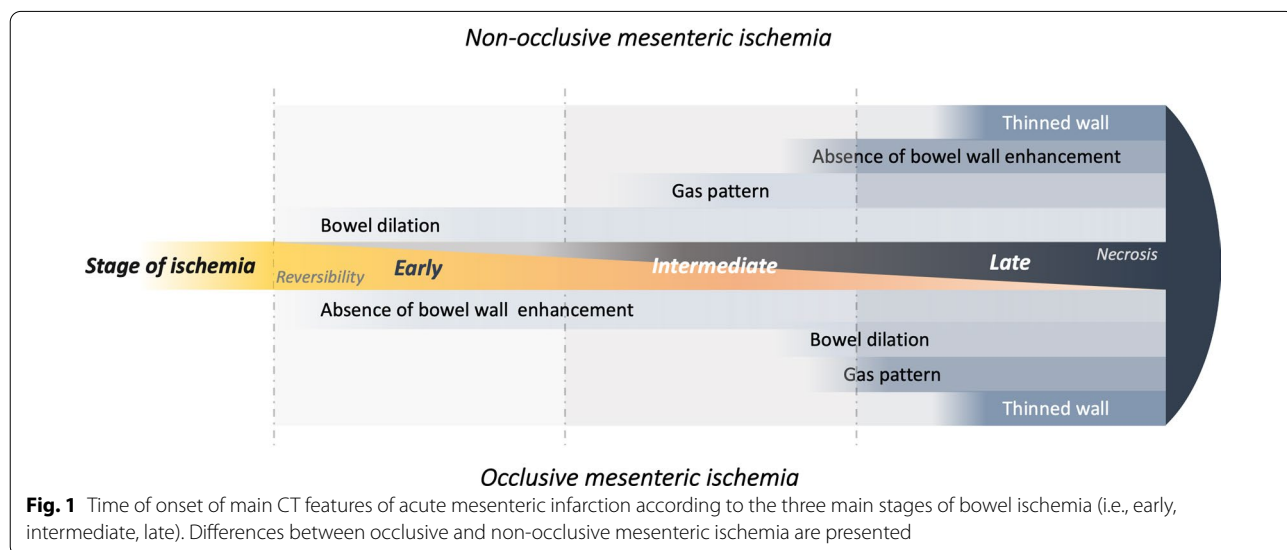 Non-occlusive mesenteric ischemia
Thinned wall
Absence of bowel wall enhancement
Gas pattern
Bowel dilation
Stage of ischemia
Reversibility
Early
Intermediate
Late
Necrosis
Absence of bowel wall enhancement
Bowel dilation
Gas pattern
Thinned wall
Occlusive mesenteric ischemia
Fig. 1 Time of onset of main CT features of acute mesenteric infarction according to the three main stages of bowel ischemia (i.e., early,
intermediate, late). Differences between occlusive and non-occlusive mesenteric ischemia are presented